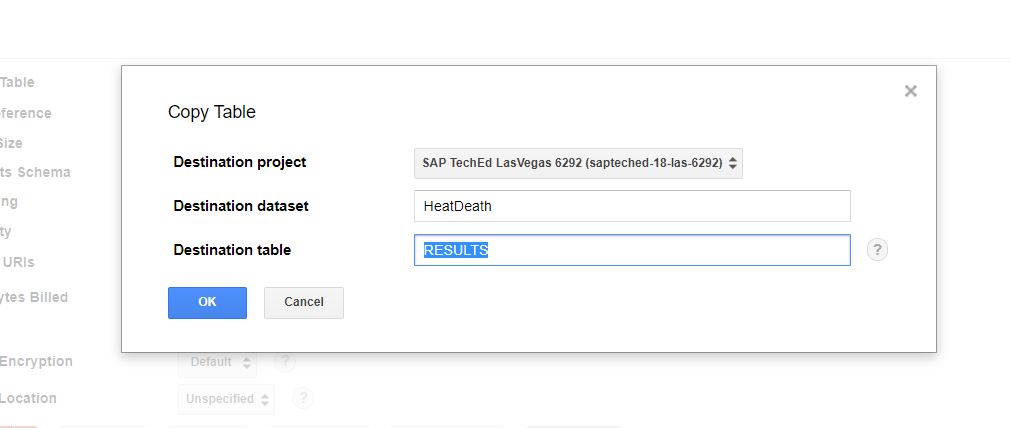 Table
ference
Size
ts Schema
ng
ty
URIs
ytes Billed
Encryption
Default
?
Location
Unspecified
?
Copy Table
×
Destination project
SAP TechEd LasVegas 6292 (sapteched-18-las-6292)
Destination dataset
HeatDeath
Destination table
RESULTS
?
OK
Cancel